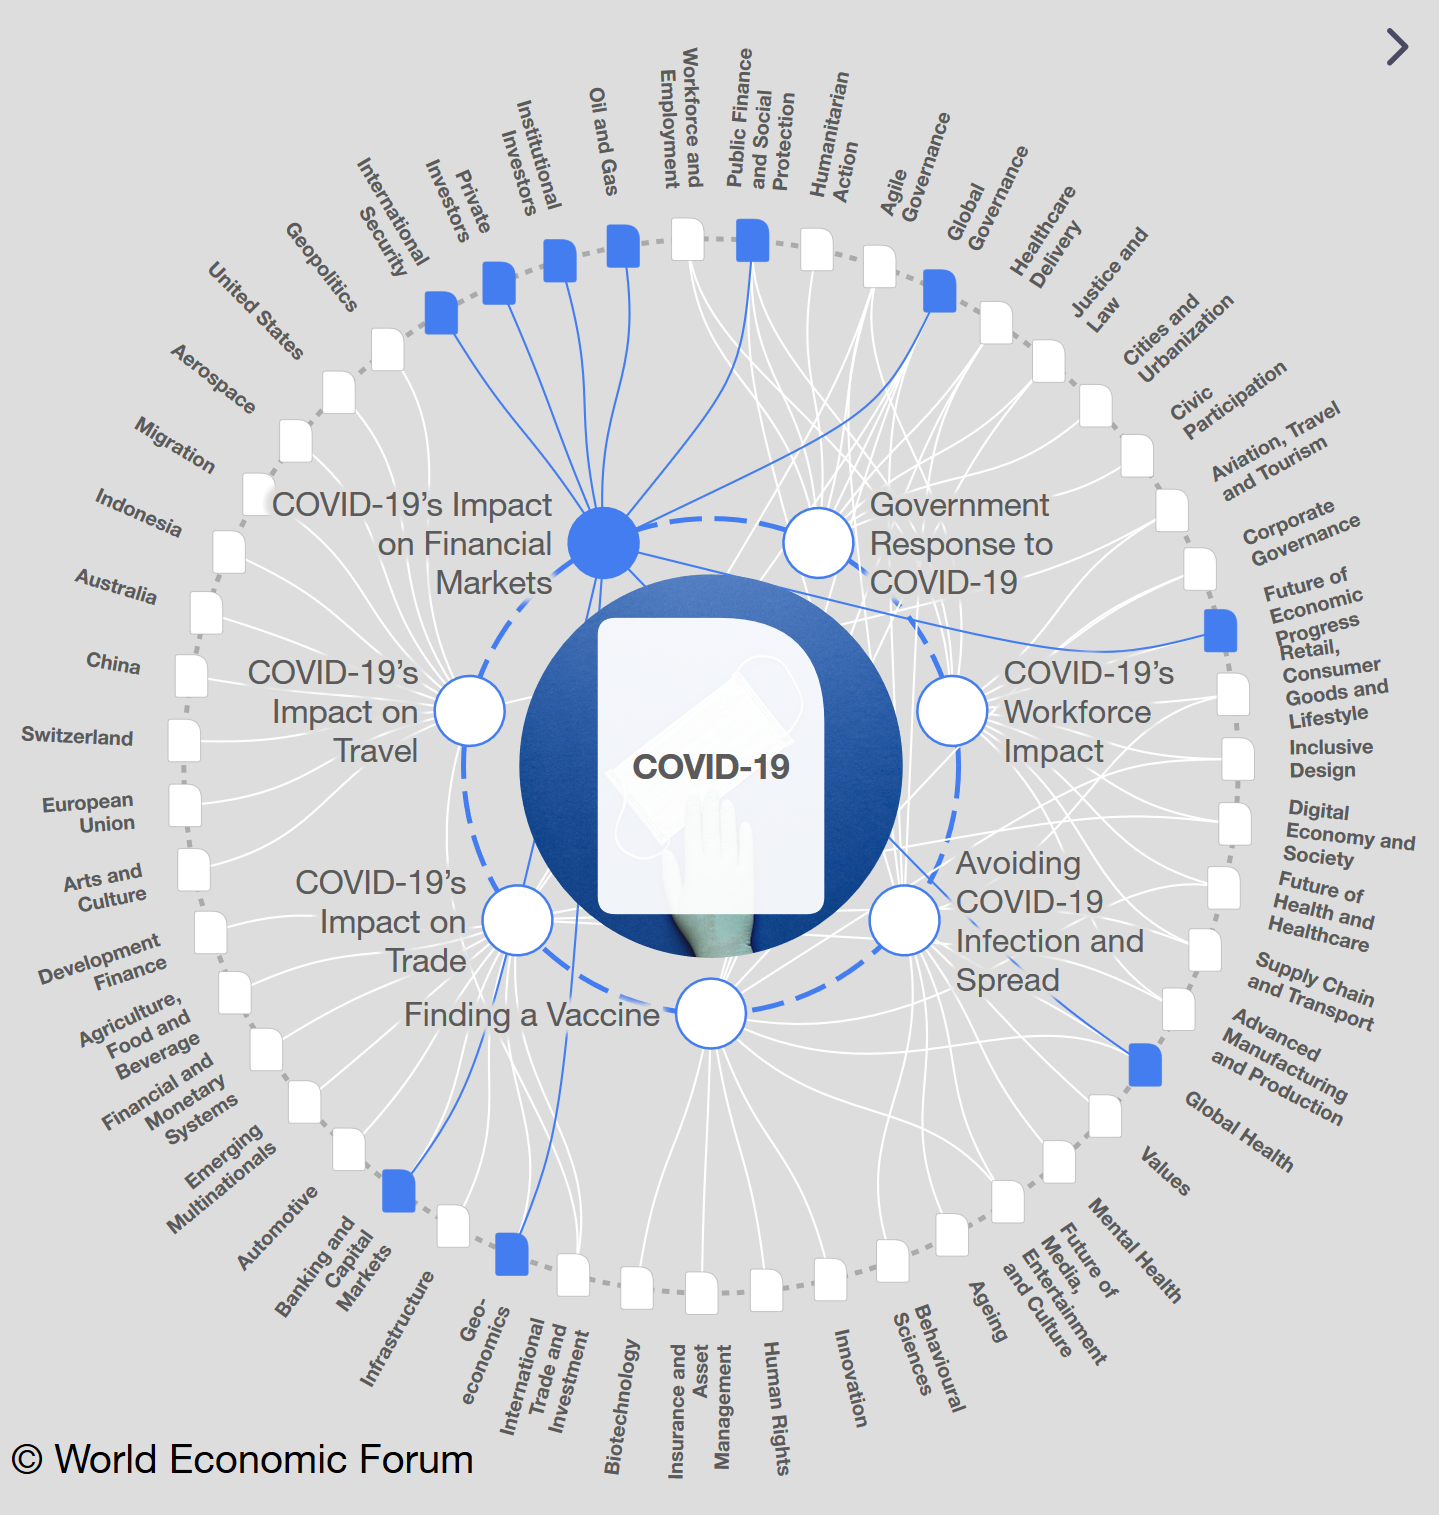 COVID-19
COVID-19's Impact
on Financial
Markets
Government
Response to
COVID-19
COVID-19's
Workforce
Impact
Avoiding
COVID-19
Infection and
Spread
Finding a Vaccine
COVID-19's
Impact on
Trade
COVID-19's
Impact on
Travel
Workforce and
Employment
Public Finance
and Social
Protection
Humanitarian
Action
Agile
Governance
Global
Governance
Healthcare
Delivery
Justice and
Law
Cities and
Urbanization
Civic
Participation
Aviation, Travel
and Tourism
Corporate
Governance
Future of
Economic
Progress
Retail,
Consumer
Goods and
Lifestyle
Inclusive
Design
Digital
Economy and
Society
Future of
Health and
Healthcare
Supply Chain
and Transport
Advanced
Manufacturing
and Production
Global Health
Values
Mental Health
Future of
Media,
Entertainment
and Culture
Ageing
Behavioural
Sciences
Innovation
Human Rights
Insurance and
Asset
Management
Biotechnology
International
Trade and
Investment
Geo-
economics
Infrastructure
Banking and
Capital
Markets
Automotive
Emerging
Multinationals
Financial and
Monetary
Systems
Agriculture,
Food and
Beverage
Development
Finance
Arts and
Culture
European
Union
Switzerland
China
Australia
Indonesia
Migration
Aerospace
United States
Geopolitics
International
Security
Private
Investors
Institutional
Investors
Oil and Gas
© World Economic Forum